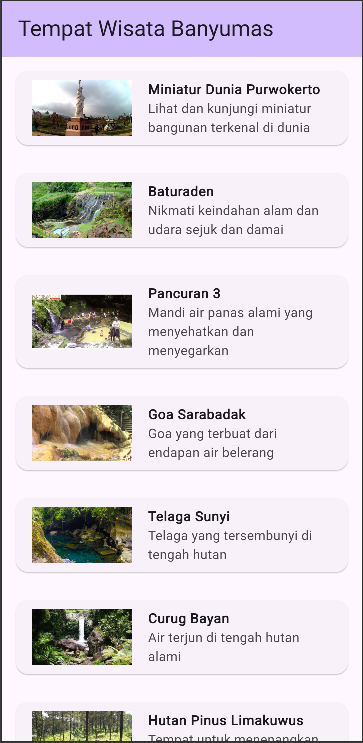 Tempat Wisata Banyumas
Miniatur Dunia Purwokerto
Lihat dan kunjungi miniatur
bangunan terkenal di dunia
Baturaden
Nikmati keindahan alam dan
udara sejuk dan damai
Pancuran 3
Mandi air panas alami yang
menyehatkan dan
menyegarkan
Goa Sarabadak
Goa yang terbuat dari
endapan air belerang
Telaga Sunyi
Telaga yang tersembunyi di
tengah hutan
Curug Bayan
Air terjun di tengah hutan
alami
Hutan Pinus Limakuwus
Tempat untuk menenangkan